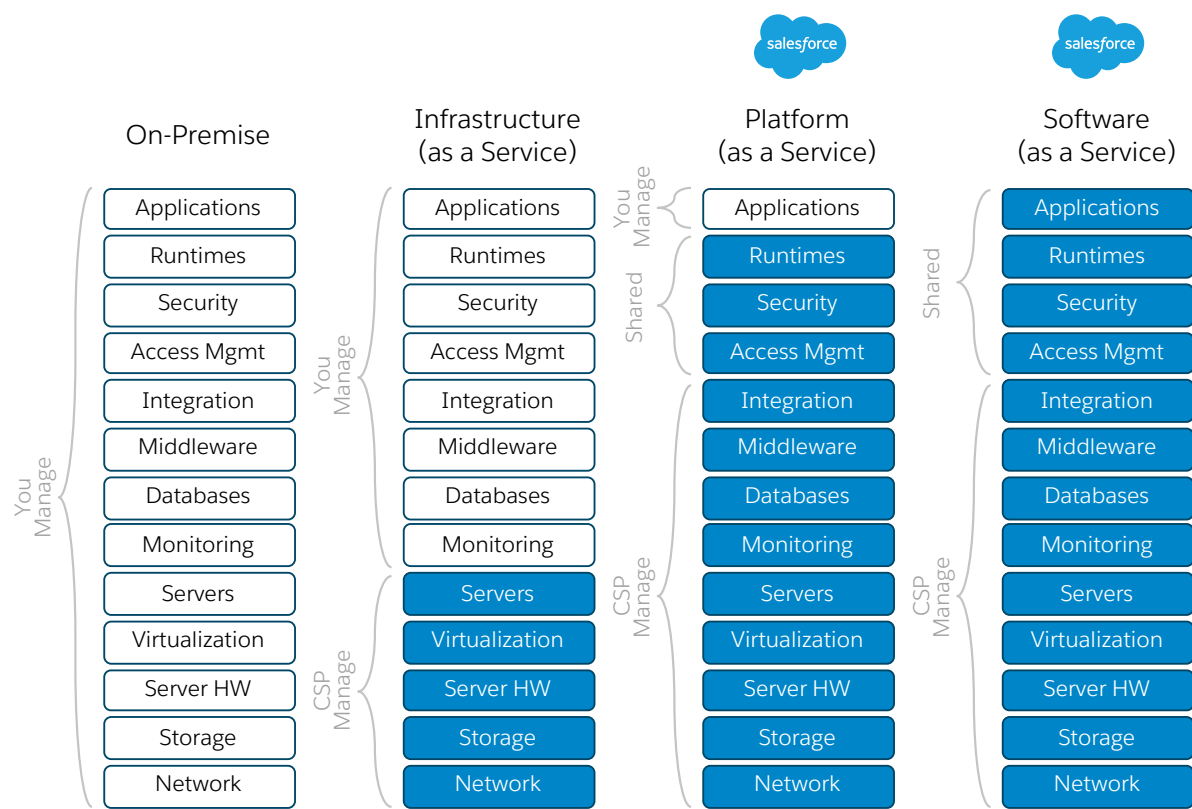 salesforce
salesforce
On-Premise
Infrastructure
(as a Service)
Platform
(as a Service)
Software
(as a Service)
You
Manage
Applications
Runtimes
Security
Access Mgmt
Integration
Middleware
Databases
Monitoring
Servers
Virtualization
Server HW
Storage
Network
You
Manage
CSP
Manage
Applications
Runtimes
Security
Access Mgmt
Integration
Middleware
Databases
Monitoring
Servers
Virtualization
Server HW
Storage
Network
You
Manage
Shared
CSP
Manage
Applications
Runtimes
Security
Access Mgmt
Integration
Middleware
Databases
Monitoring
Servers
Virtualization
Server HW
Storage
Network
Shared
CSP
Manage
Applications
Runtimes
Security
Access Mgmt
Integration
Middleware
Databases
Monitoring
Servers
Virtualization
Server HW
Storage
Network